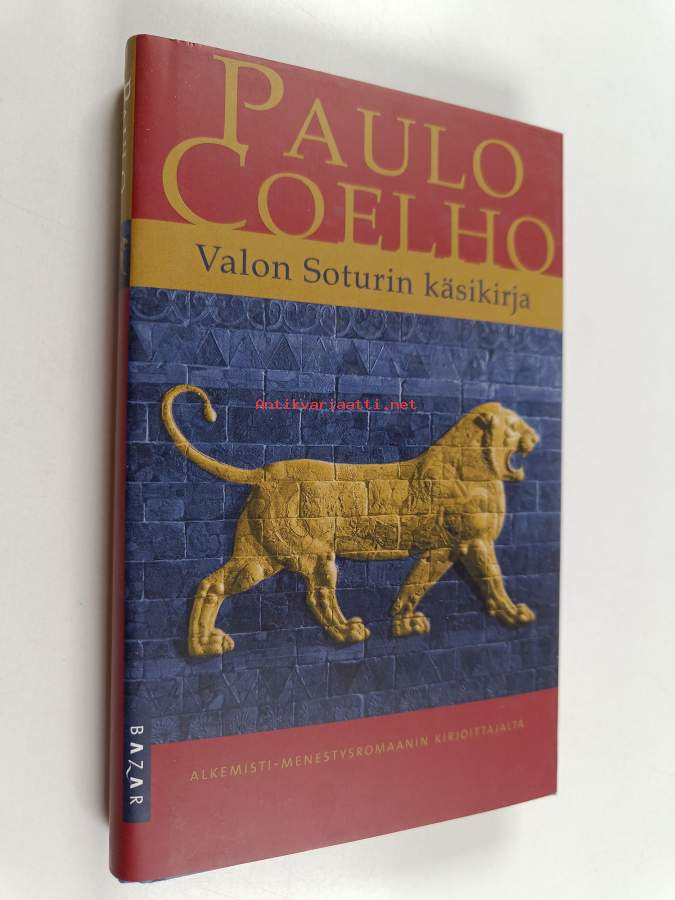 PAULO
COELHO
Valon Soturin käsikirja
Antikvariaatti.net
ALKEMISTI-MENESTYSROMAANIN KIRJOITTAJALTA
BAZAR